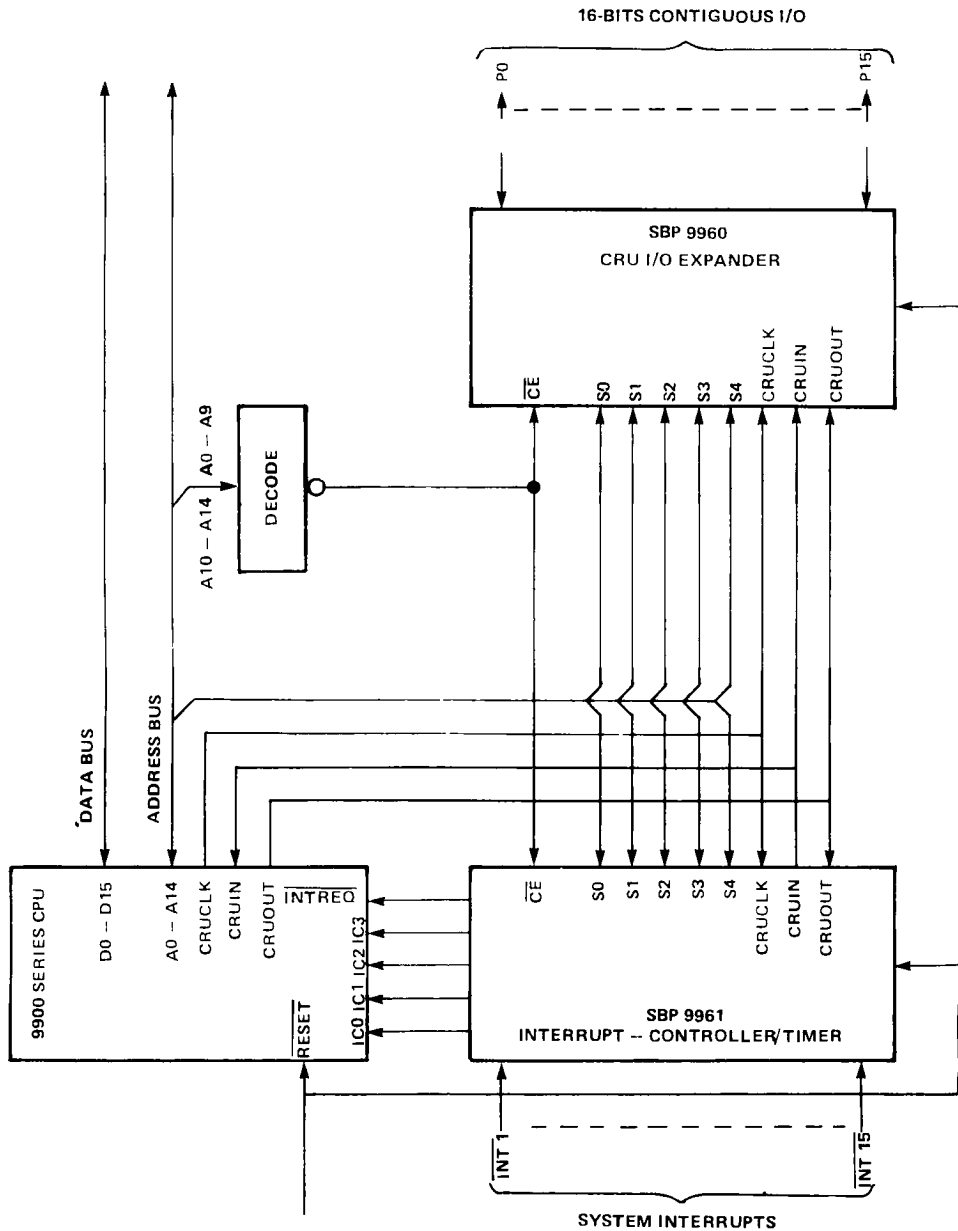 16-BITS CONTIGUOUS I/O
P0
P15
SBP 9960
CRU I/O EXPANDER
CE
S0
S1
S2
S3
S4
CRUCLK
CRUIN
CRUOUT
A10 – A14
A0 – A9
DECODE
DATA BUS
ADDRESS BUS
9900 SERIES CPU
D0 – D15
A0 – A14
CRUCLK
CRUIN
CRUOUT
INTREQ
IC3
IC2
IC1
IC0
RESET
CE
S0
S1
S2
S3
S4
CRUCLK
CRUIN
CRUOUT
SBP 9961
INTERRUPT – CONTROLLER/TIMER
INT 1
INT 15
SYSTEM INTERRUPTS